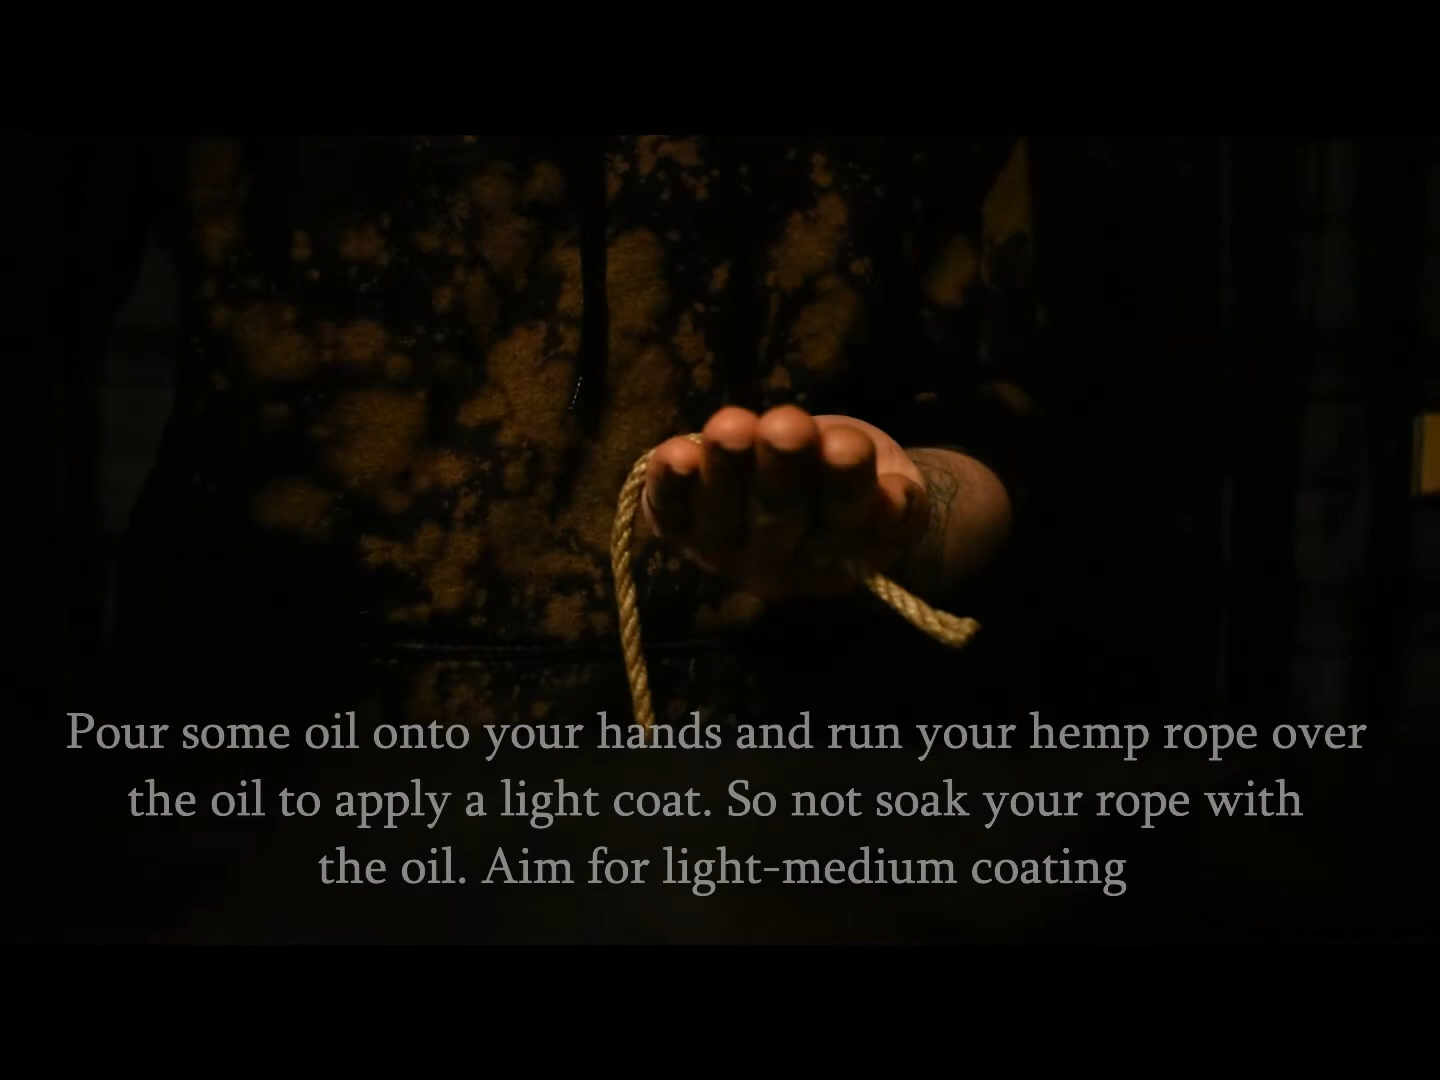 Pour some oil onto your hands and run your hemp rope over
the oil to apply a light coat. So not soak your rope with
the oil. Aim for light-medium coating